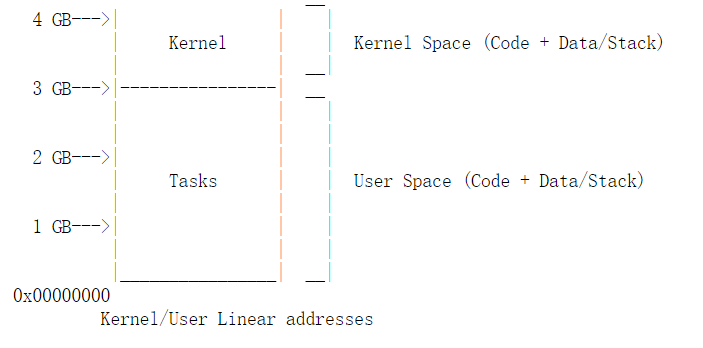 4 GB--->|                |
Kernel | Kernel Space (Code + Data/Stack)
3 GB--->|----------------|
2 GB--->|
Tasks | User Space (Code + Data/Stack)
1 GB--->|
0x00000000
Kernel/User Linear addresses